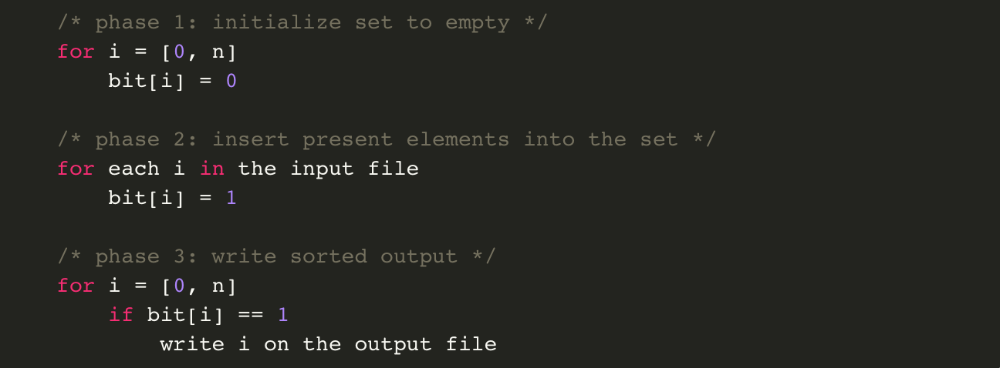 /* phase 1: initialize set to empty */
for i = [0, n]
    bit[i] = 0

/* phase 2: insert present elements into the set */
for each i in the input file
    bit[i] = 1

/* phase 3: write sorted output */
for i = [0, n]
    if bit[i] == 1
        write i on the output file